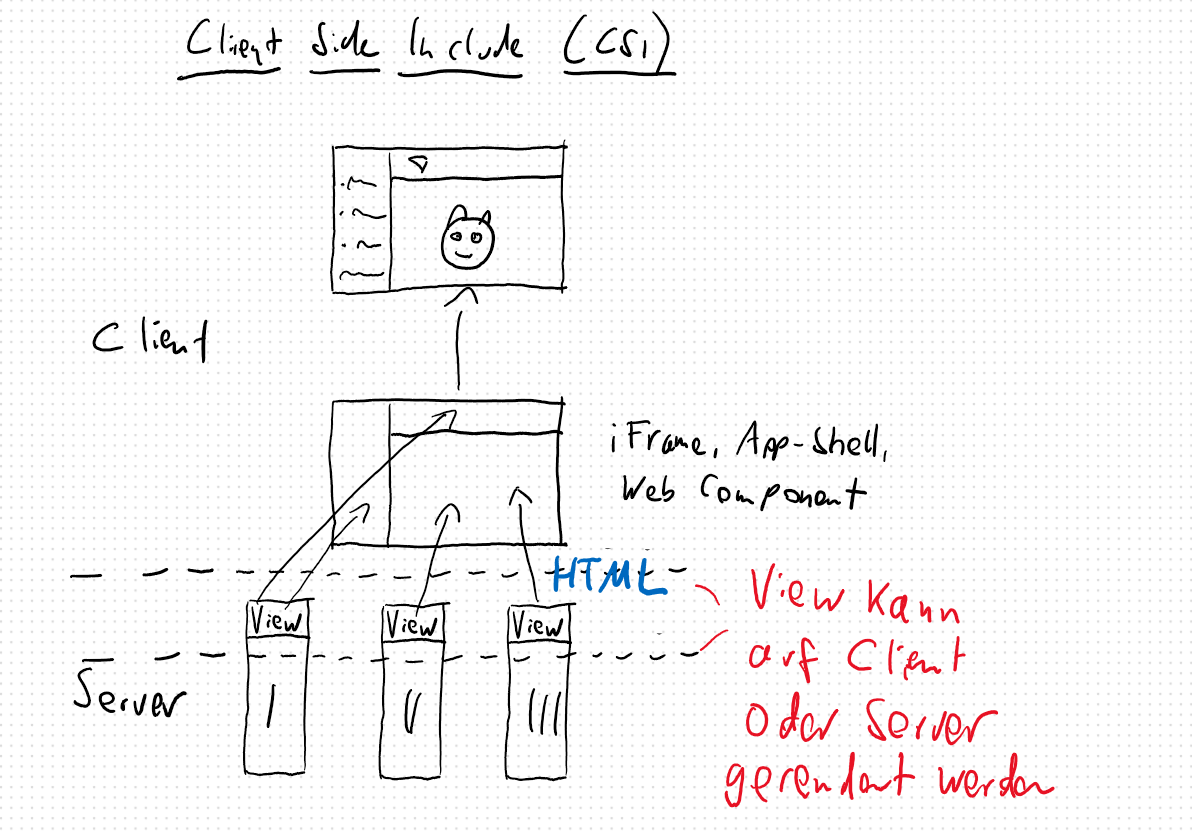 Client Side Include (CSI)
Client
iFrame, App-Shell,
Web Component
HTML
View
View
View
View kann
auf Client
oder Server
gerendert werden
Server
I
II
III